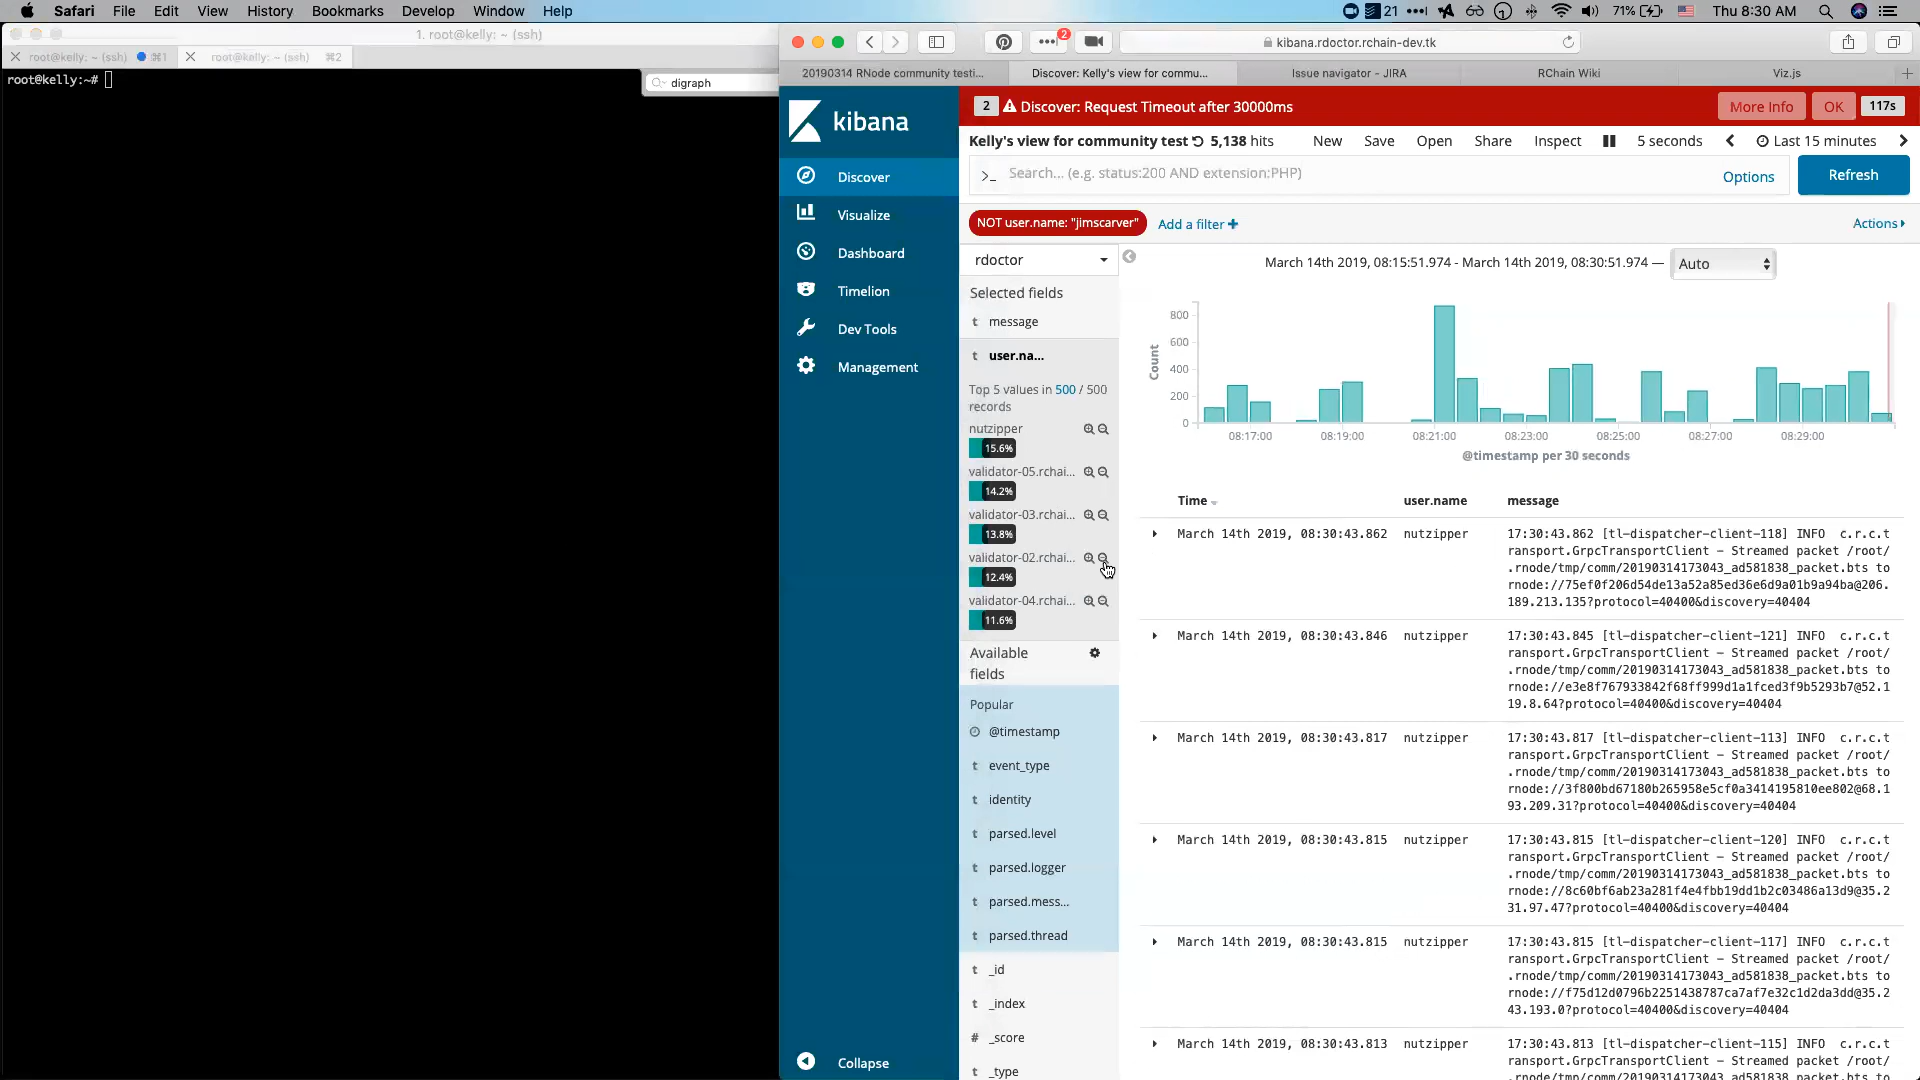 Safari File Edit View History Bookmarks Develop Window Help
21 71% Thu 8:30 AM
1. root@kelly: ~ (ssh)
root@kelly: ~ (ssh) ⌘1 root@kelly: ~ (ssh) ⌘2
root@kelly:~#
digraph
2
kibana.rdoctor.rchain-dev.tk
20190314 RNode community testi...
Discover: Kelly's view for commu...
Issue navigator - JIRA
RChain Wiki
Viz.js
kibana
Discover
Visualize
Dashboard
Timelion
Dev Tools
Management
Collapse
2 Discover: Request Timeout after 30000ms
More Info OK 117s
Kelly's view for community test 5,138 hits
New Save Open Share Inspect 5 seconds Last 15 minutes
>_ Search... (e.g. status:200 AND extension:PHP)
Options Refresh
NOT user.name: "jimscarver" Add a filter +
Actions
rdoctor
Selected fields
t message
t user.na...
Top 5 values in 500 / 500
records
nutzipper
15.6%
validator-05.rchai...
14.2%
validator-03.rchai...
13.8%
validator-02.rchai...
12.4%
validator-04.rchai...
11.6%
Available
fields
Popular
@timestamp
t event_type
t identity
t parsed.level
t parsed.logger
t parsed.mess...
t parsed.thread
t _id
t _index
# _score
t _type
March 14th 2019, 08:15:51.974 - March 14th 2019, 08:30:51.974 —
Auto
Count
800
600
400
200
0
08:17:00 08:19:00 08:21:00 08:23:00 08:25:00 08:27:00 08:29:00
@timestamp per 30 seconds
Time user.name message
March 14th 2019, 08:30:43.862 nutzipper 17:30:43.862 [tl-dispatcher-client-118] INFO c.r.c.t
ransport.GrpcTransportClient - Streamed packet /root/
.rnode/tmp/comm/20190314173043_ad581838_packet.bts to
rnode://75ef0f206d54de13a52a85ed36e6d9a01b9a94ba@206.
189.213.135?protocol=40400&discovery=40404
March 14th 2019, 08:30:43.846 nutzipper 17:30:43.845 [tl-dispatcher-client-121] INFO c.r.c.t
ransport.GrpcTransportClient - Streamed packet /root/
.rnode/tmp/comm/20190314173043_ad581838_packet.bts to
rnode://e3e8f767933842f68ff999d1a1fced3f9b5293b7@52.1
19.8.64?protocol=40400&discovery=40404
March 14th 2019, 08:30:43.817 nutzipper 17:30:43.817 [tl-dispatcher-client-113] INFO c.r.c.t
ransport.GrpcTransportClient - Streamed packet /root/
.rnode/tmp/comm/20190314173043_ad581838_packet.bts to
rnode://3f800bd67180b265958e5cf0a3414195810ee802@68.1
93.209.31?protocol=40400&discovery=40404
March 14th 2019, 08:30:43.815 nutzipper 17:30:43.815 [tl-dispatcher-client-120] INFO c.r.c.t
ransport.GrpcTransportClient - Streamed packet /root/
.rnode/tmp/comm/20190314173043_ad581838_packet.bts to
rnode://8c60bf6ab23a281f4e4fbb19dd1b2c03486a13d9@35.2
31.97.47?protocol=40400&discovery=40404
March 14th 2019, 08:30:43.815 nutzipper 17:30:43.815 [tl-dispatcher-client-117] INFO c.r.c.t
ransport.GrpcTransportClient - Streamed packet /root/
.rnode/tmp/comm/20190314173043_ad581838_packet.bts to
rnode://f75d12d0796b2251438787ca7af7e32c1d2da3dd@35.2
43.193.0?protocol=40400&discovery=40404
March 14th 2019, 08:30:43.813 nutzipper 17:30:43.813 [tl-dispatcher-client-115] INFO c.r.c.t
ransport.GrpcTransportClient - Streamed packet /root/
.rnode/tmp/comm/20190314173043_ad581838_packet.bts to